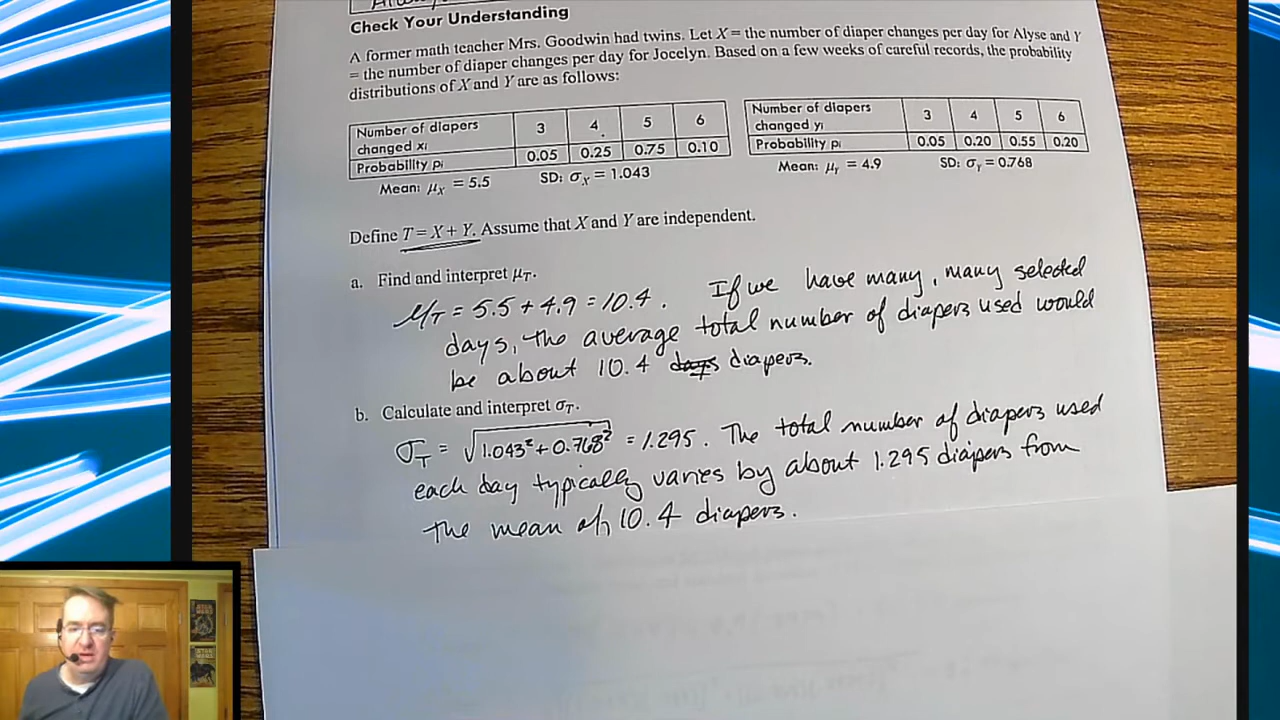 Check Your Understanding
A former math teacher Mrs. Goodwin had twins. Let X = the number of diaper changes per day for Alyse and Y
= the number of diaper changes per day for Jocelyn. Based on a few weeks of careful records, the probability
distributions of X and Y are as follows:
Number of diapers changed xᵢ 3 4 5 6
Probability pᵢ 0.05 0.25 0.75 0.10
Mean: μX = 5.5 SD: σX = 1.043
Number of diapers changed yᵢ 3 4 5 6
Probability pᵢ 0.05 0.20 0.55 0.20
Mean: μY = 4.9 SD: σY = 0.768
Define T = X + Y. Assume that X and Y are independent.
a. Find and interpret μT.
μT = 5.5 + 4.9 = 10.4. If we have many, many selected
days, the average total number of diapers used would
be about 10.4 days diapers.
b. Calculate and interpret σT.
σT = √1.043² + 0.768² = 1.295. The total number of diapers used
each day typically varies by about 1.295 diapers from
the mean of 10.4 diapers.
STAR WARS
STAR WARS